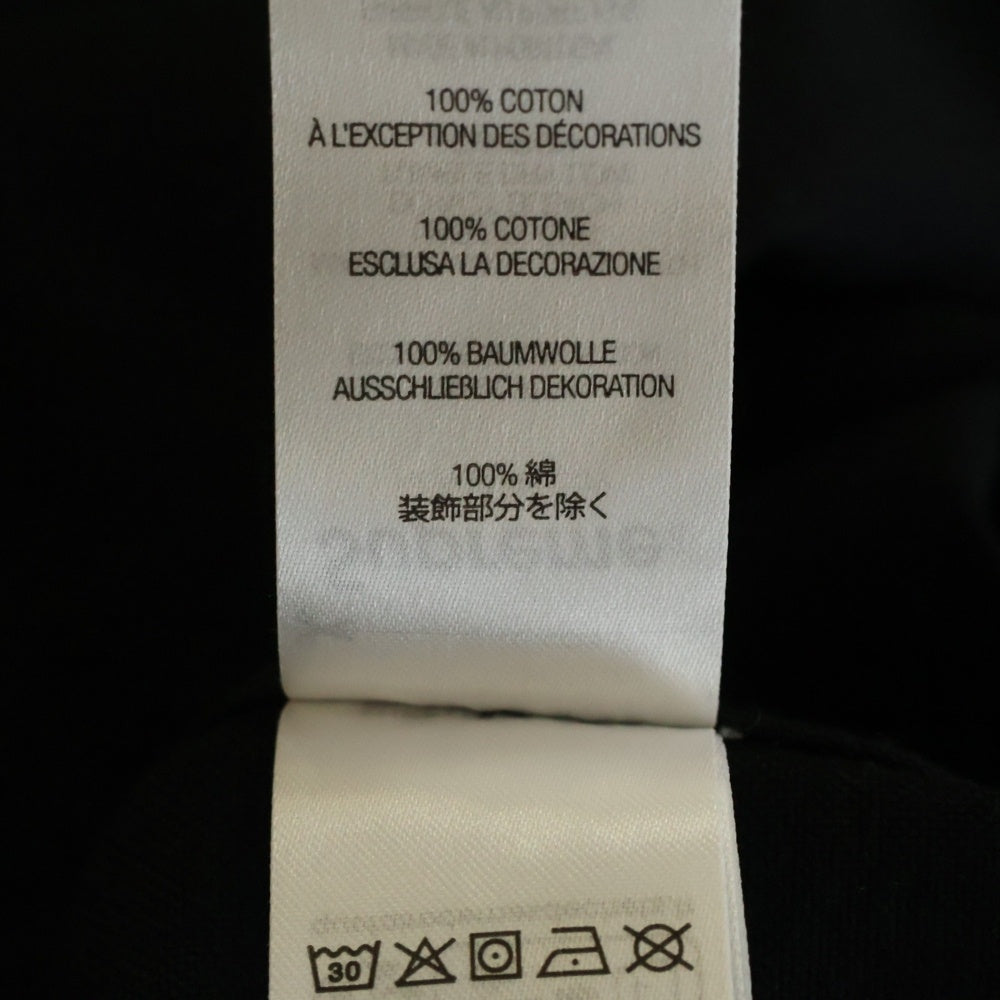 100% COTON
À L'EXCEPTION DES DÉCORATIONS
100% COTONE
ESCLUSA LA DECORAZIONE
100% BAUMWOLLE
AUSSCHLIEßLICH DEKORATION
100% 綿
装飾部分を除く
30